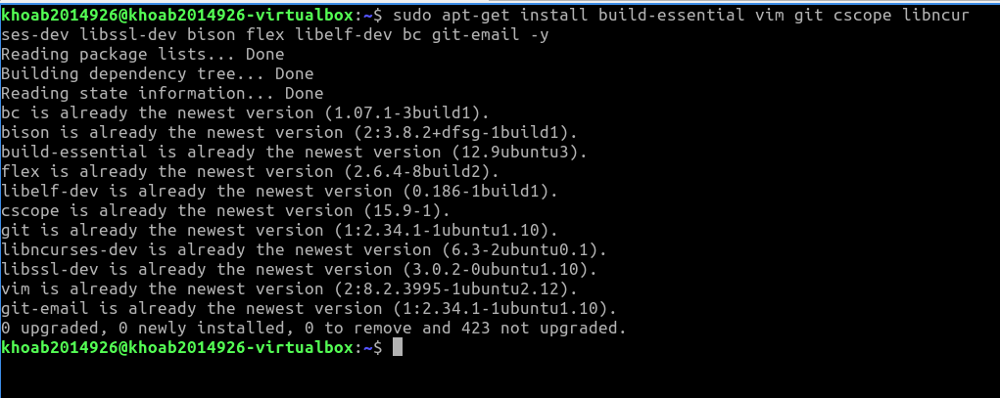 khoab2014926@khoab2014926-virtualbox:~$ sudo apt-get install build-essential vim git cscope libncur
ses-dev libssl-dev bison flex libelf-dev bc git-email -y
Reading package lists... Done
Building dependency tree... Done
Reading state information... Done
bc is already the newest version (1.07.1-3build1).
bison is already the newest version (2:3.8.2+dfsg-1build1).
build-essential is already the newest version (12.9ubuntu3).
flex is already the newest version (2.6.4-8build2).
libelf-dev is already the newest version (0.186-1build1).
cscope is already the newest version (15.9-1).
git is already the newest version (1:2.34.1-1ubuntu1.10).
libncurses-dev is already the newest version (6.3-2ubuntu0.1).
libssl-dev is already the newest version (3.0.2-0ubuntu1.10).
vim is already the newest version (2:8.2.3995-1ubuntu2.12).
git-email is already the newest version (1:2.34.1-1ubuntu1.10).
0 upgraded, 0 newly installed, 0 to remove and 423 not upgraded.
khoab2014926@khoab2014926-virtualbox:~$